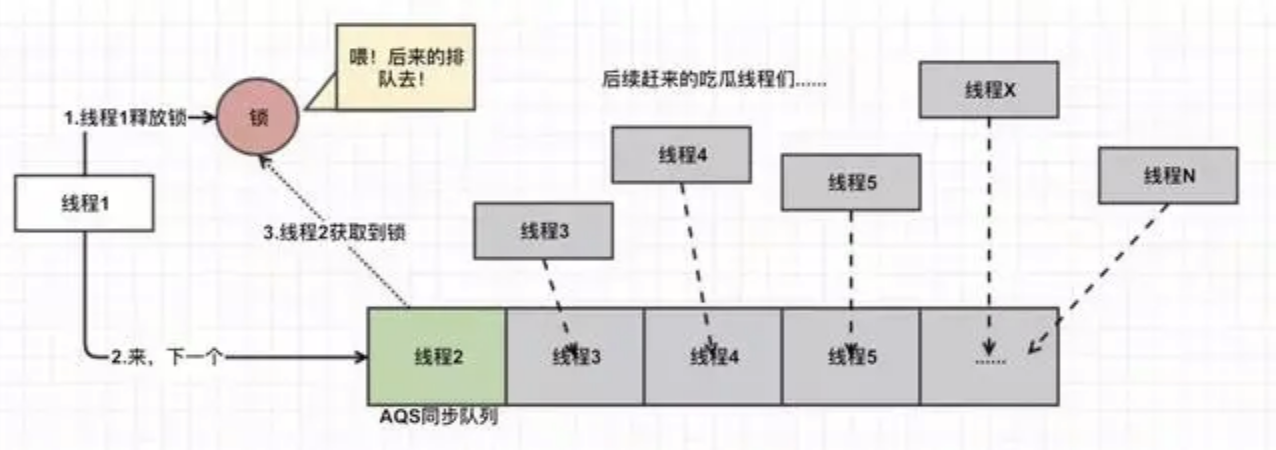 喂！后来的排
队去！
后续赶来的吃瓜线程们......
线程X
1.线程1释放锁
锁
线程4
线程5
线程N
线程1
3.线程2获取到锁
线程3
2.来，下一个
线程2
线程3
线程4
线程5
......
AQS同步队列